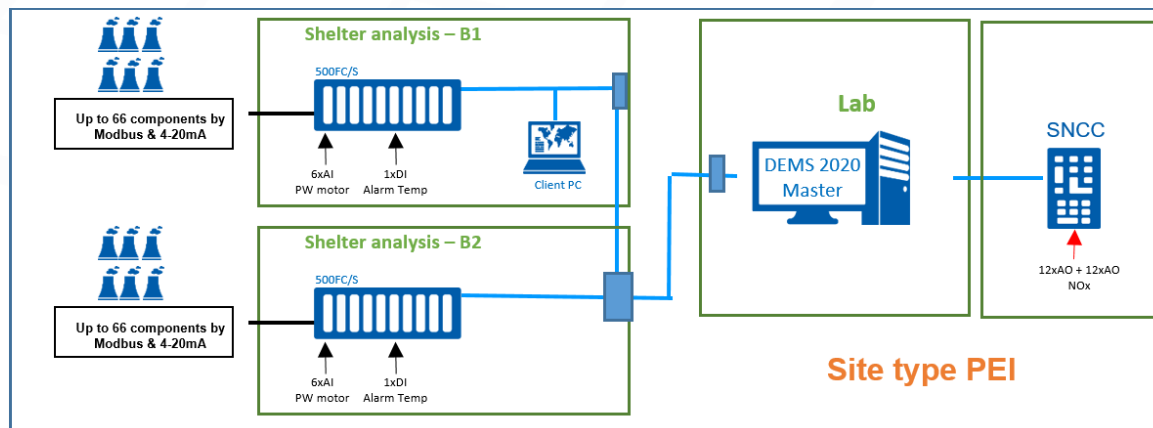 Shelter analysis – B1
500FC/S
Up to 66 components by
Modbus & 4-20mA
6xAI
PW motor
1xDI
Alarm Temp
Client PC
Shelter analysis – B2
500FC/S
Up to 66 components by
Modbus & 4-20mA
6xAI
PW motor
1xDI
Alarm Temp
Lab
DEMS 2020
Master
SNCC
12xAO + 12xAO
NOx
Site type PEI